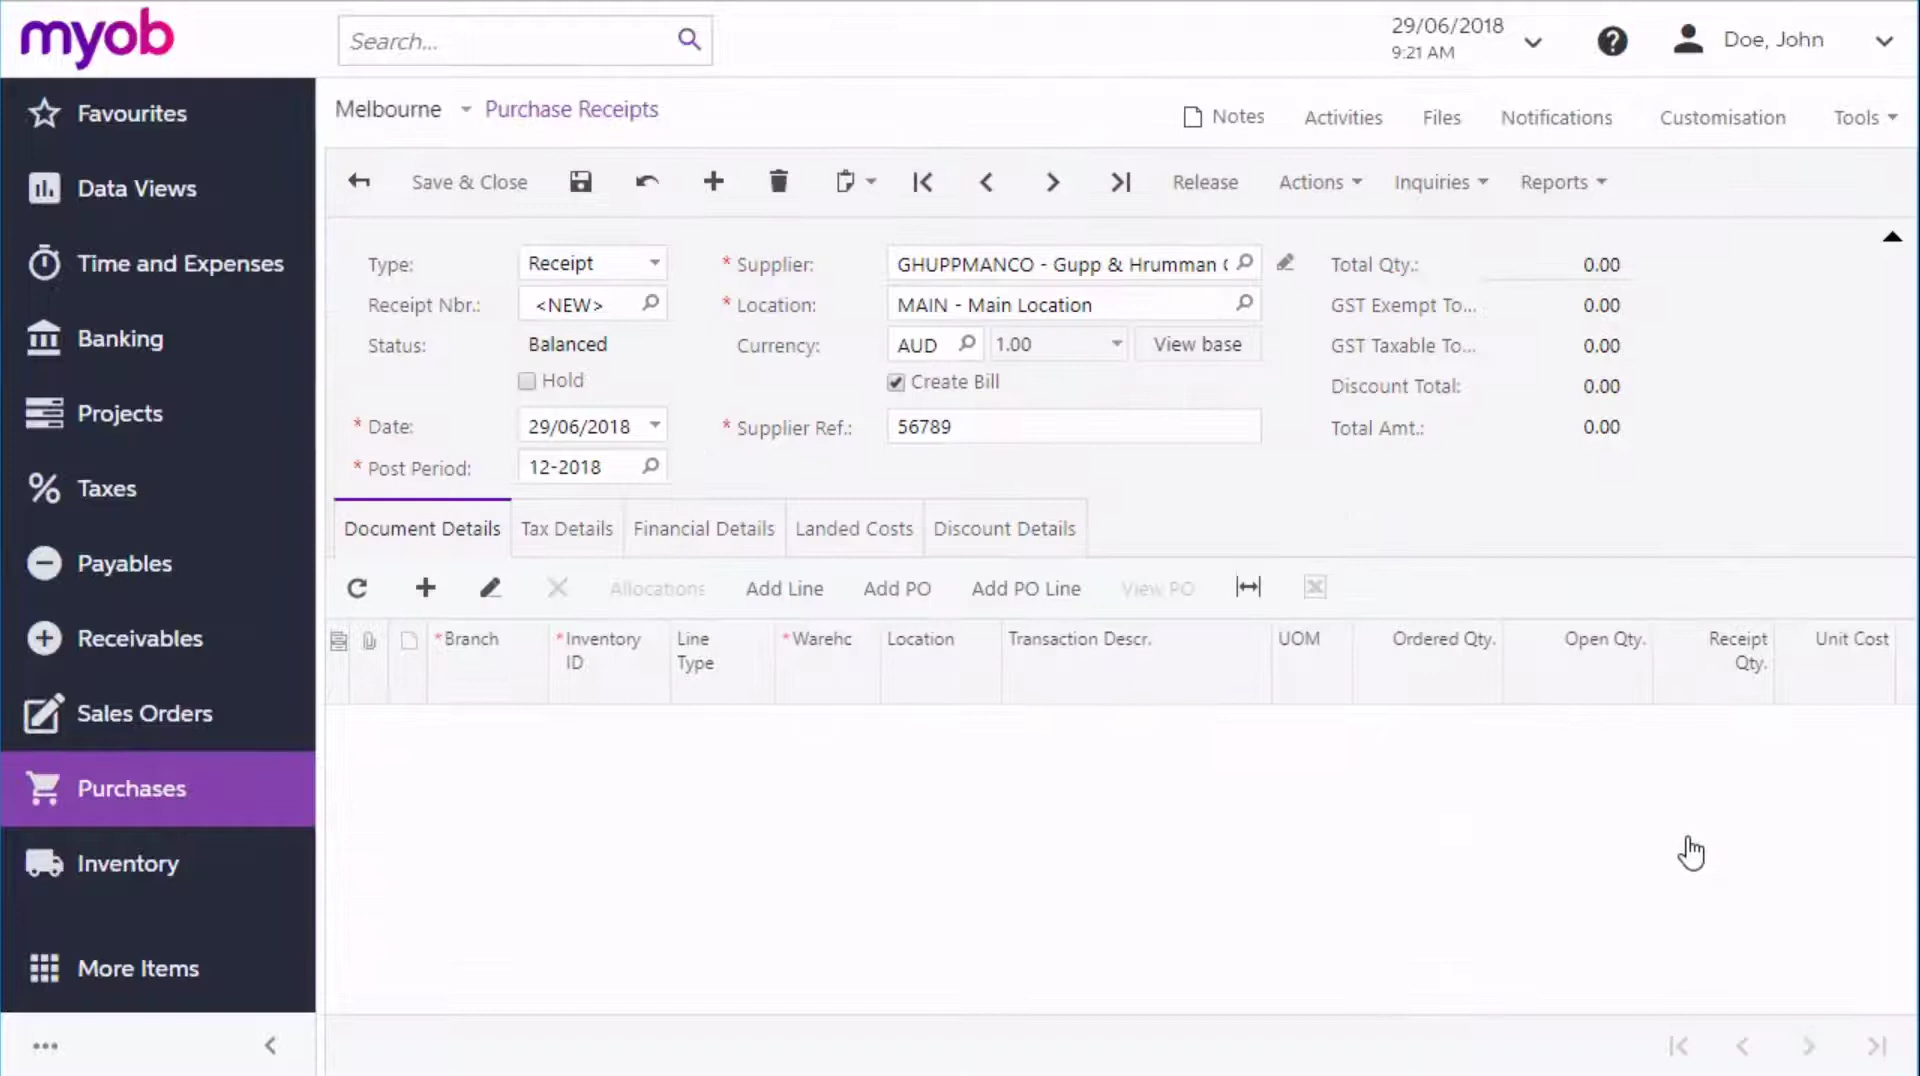 myob
Search...
29/06/2018
9:21 AM
Doe, John
Favourites
Data Views
Time and Expenses
Banking
Projects
Taxes
Payables
Receivables
Sales Orders
Purchases
Inventory
More Items
Melbourne Purchase Receipts
Notes Activities Files Notifications Customisation Tools
Save & Close Release Actions Inquiries Reports
Type: Receipt
Receipt Nbr.: <NEW>
Status: Balanced
Hold
* Date: 29/06/2018
* Post Period: 12-2018
* Supplier: GHUPPMANCO - Gupp & Hrumman
* Location: MAIN - Main Location
Currency: AUD 1.00 View base
Create Bill
* Supplier Ref.: 56789
Total Qty.: 0.00
GST Exempt To... 0.00
GST Taxable To... 0.00
Discount Total: 0.00
Total Amt.: 0.00
Document Details Tax Details Financial Details Landed Costs Discount Details
Allocations Add Line Add PO Add PO Line View PO
*Branch
*Inventory
ID
Line
Type
*Warehc
Location
Transaction Descr.
UOM
Ordered Qty.
Open Qty.
Receipt
Qty.
Unit Cost